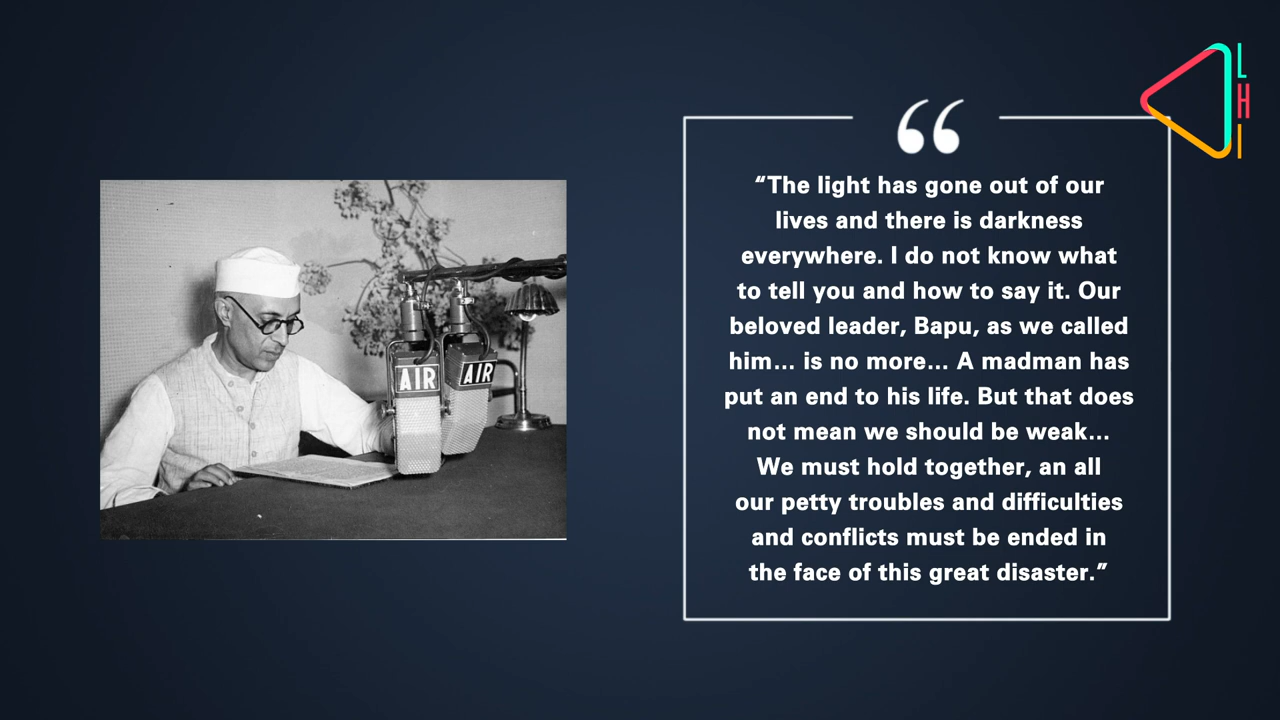 AIR
AIR
L
H
I
“
“The light has gone out of our
lives and there is darkness
everywhere. I do not know what
to tell you and how to say it. Our
beloved leader, Bapu, as we called
him... is no more... A madman has
put an end to his life. But that does
not mean we should be weak...
We must hold together, an all
our petty troubles and difficulties
and conflicts must be ended in
the face of this great disaster.”